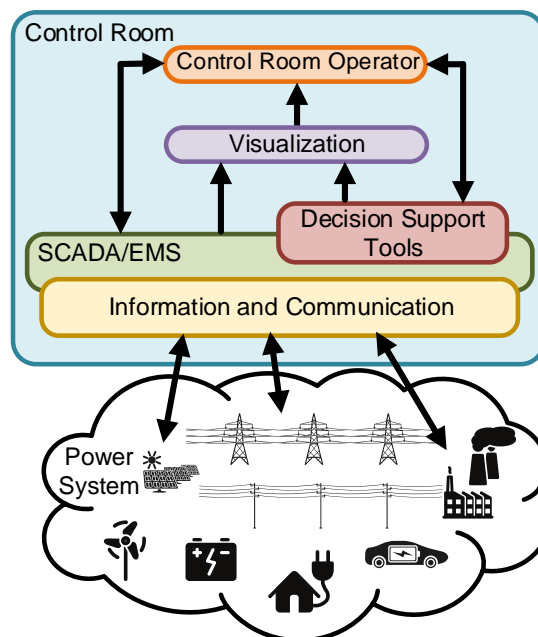 Control Room
Control Room Operator
Visualization
Decision Support
Tools
SCADA/EMS
Information and Communication
Power
System